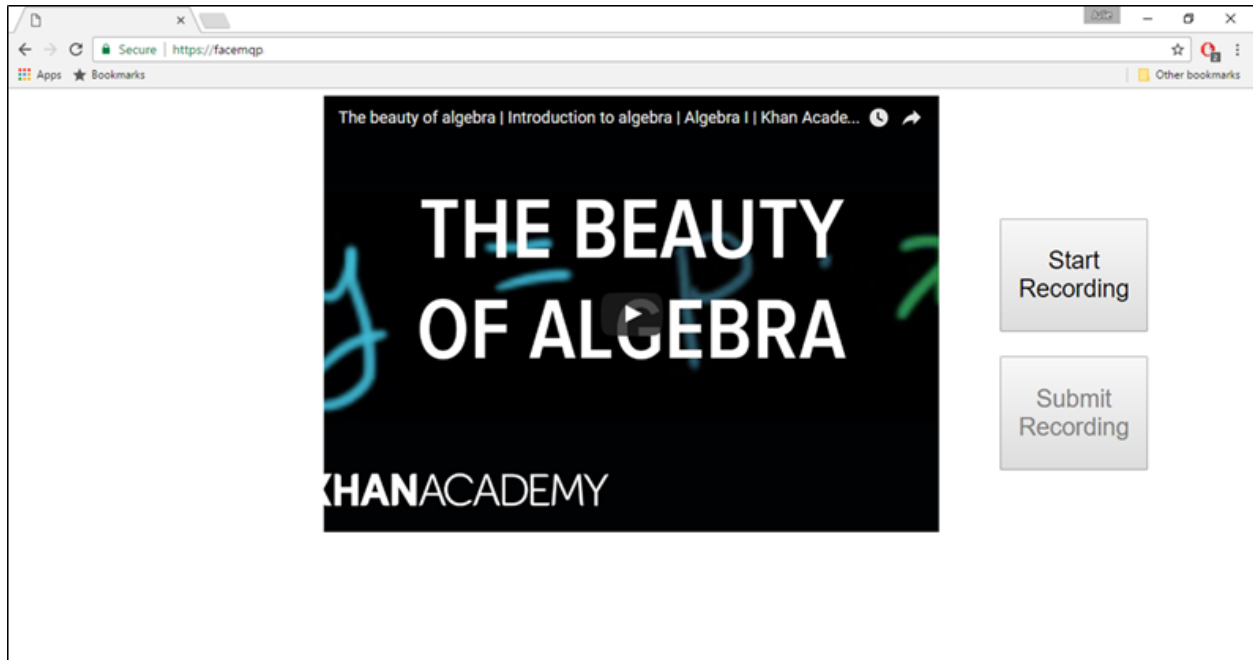 Secure | https://facemqp
Apps Bookmarks Other bookmarks
The beauty of algebra | Introduction to algebra | Algebra I | Khan Acade...
THE BEAUTY
OF ALGEBRA
KHANACADEMY
Start
Recording
Submit
Recording